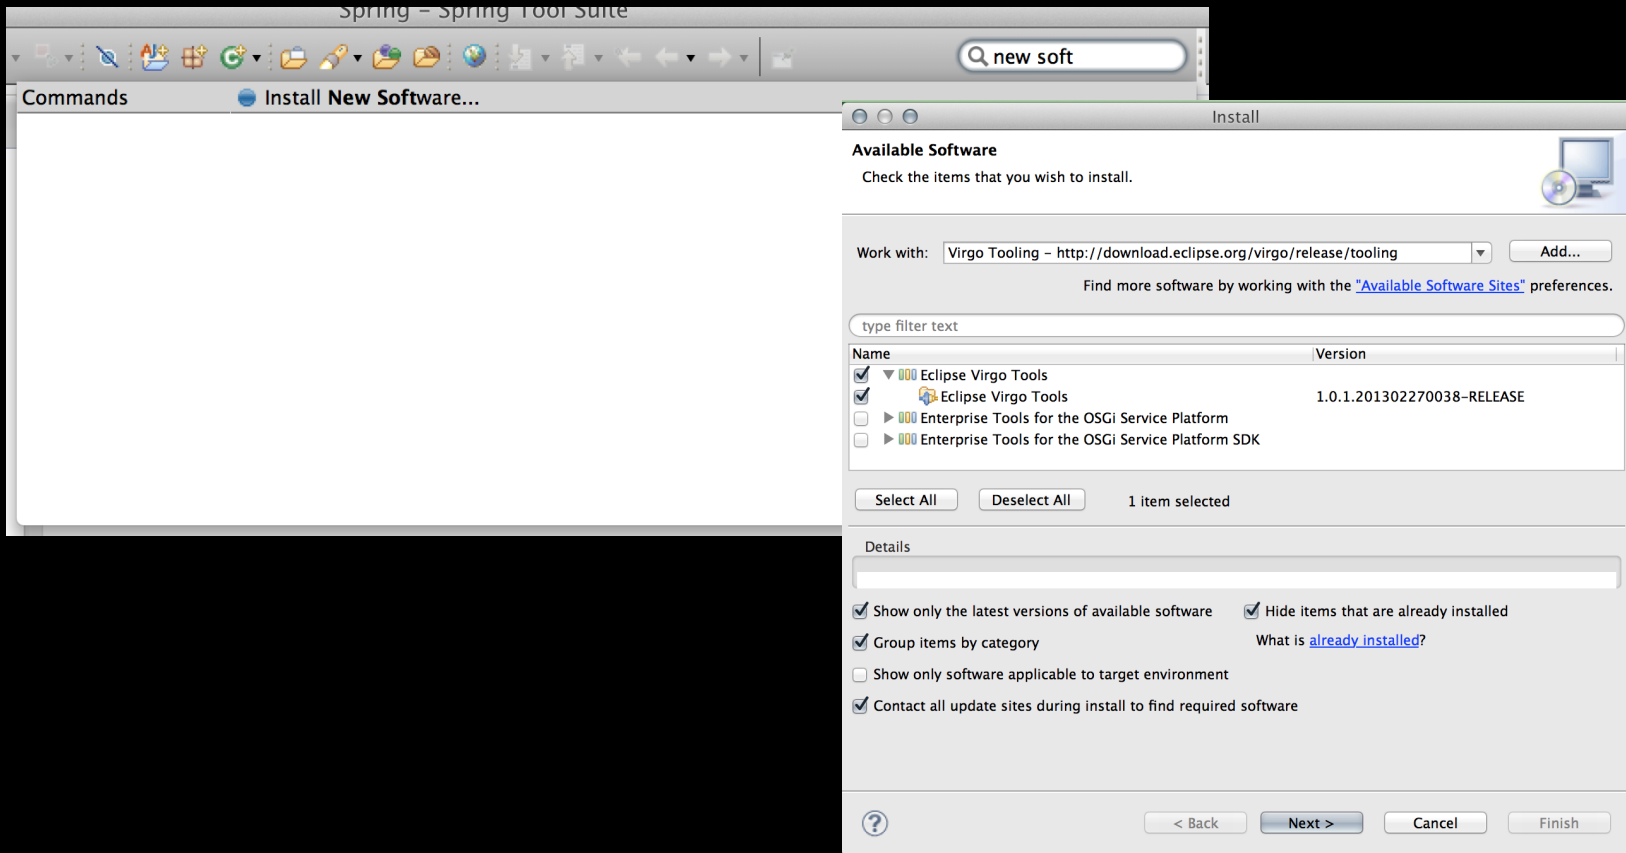 Spring - Spring Tool Suite
new soft
Commands
Install New Software...
Install
Available Software
Check the items that you wish to install.
Work with:
Virgo Tooling - http://download.eclipse.org/virgo/release/tooling
Add...
Find more software by working with the "Available Software Sites" preferences.
type filter text
Name
Version
Eclipse Virgo Tools
Eclipse Virgo Tools
1.0.1.201302270038-RELEASE
Enterprise Tools for the OSGi Service Platform
Enterprise Tools for the OSGi Service Platform SDK
Select All
Deselect All
1 item selected
Details
Show only the latest versions of available software
Hide items that are already installed
Group items by category
What is already installed?
Show only software applicable to target environment
Contact all update sites during install to find required software
?
< Back
Next >
Cancel
Finish